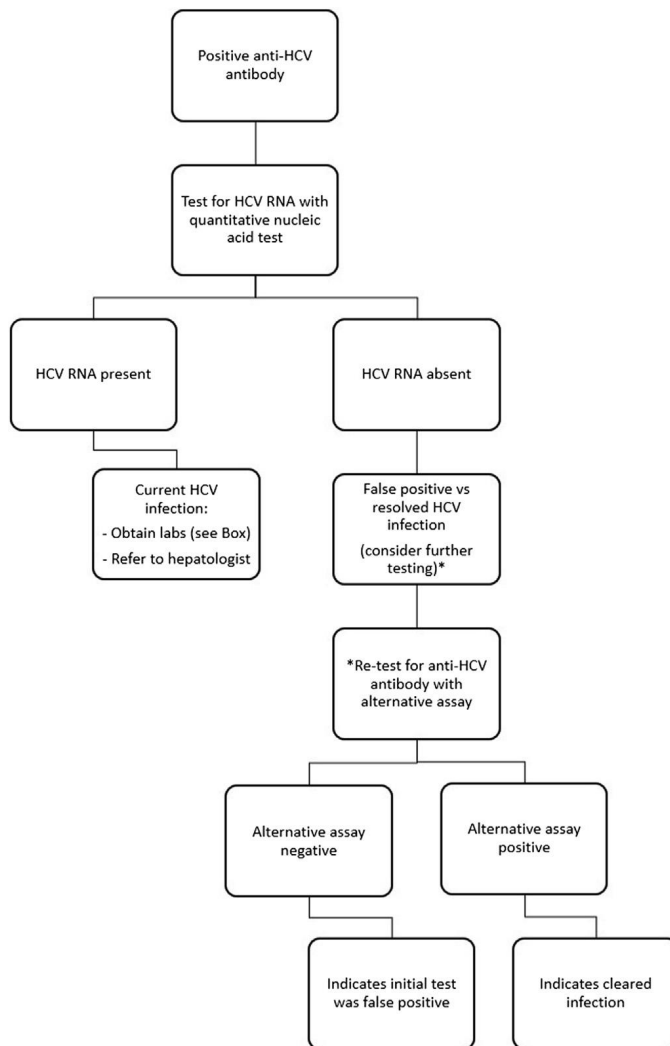 Positive anti-HCV
antibody
Test for HCV RNA with
quantitative nucleic
acid test
HCV RNA present
HCV RNA absent
Current HCV
infection:
- Obtain labs (see Box)
- Refer to hepatologist
False positive vs
resolved HCV
infection
(consider further
testing)*
*Re-test for anti-HCV
antibody with
alternative assay
Alternative assay
negative
Alternative assay
positive
Indicates initial test
was false positive
Indicates cleared
infection